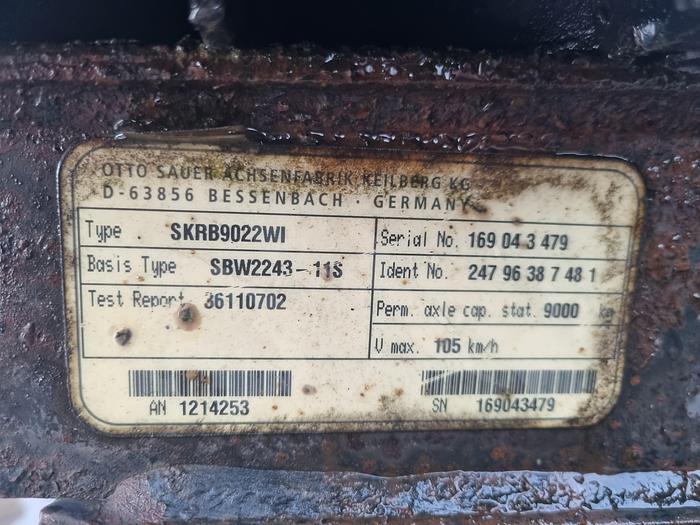 OTTO SAUER ACHSENFABRIK KEILBERG KG
D-63856 BESSENBACH · GERMANY
Type SKRB9022WI
Serial No. 169 04 3 479
Basis Type SBW2243-11S
Ident No. 247 96 38 7 48 1
Test Report 36110702
Perm. axle cap. stat. 9000 kg
V max. 105 km/h
AN 1214253
SN 169043479